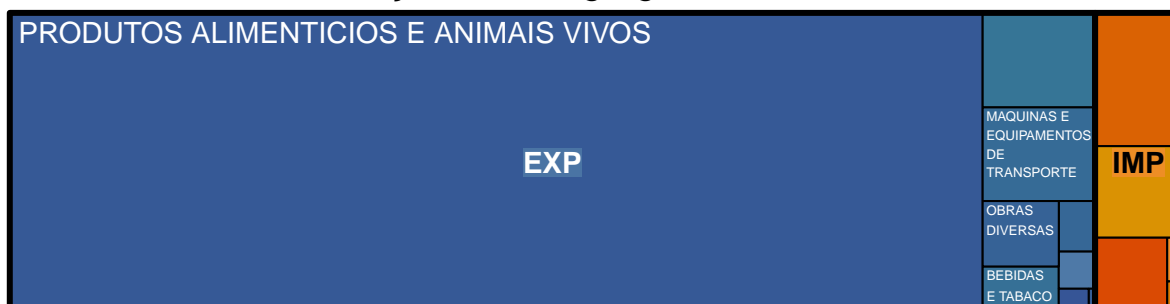 PRODUTOS ALIMENTICIOS E ANIMAIS VIVOS
EXP
MAQUINAS E
EQUIPAMENTOS
DE
TRANSPORTE
OBRAS
DIVERSAS
BEBIDAS
E TABACO
IMP